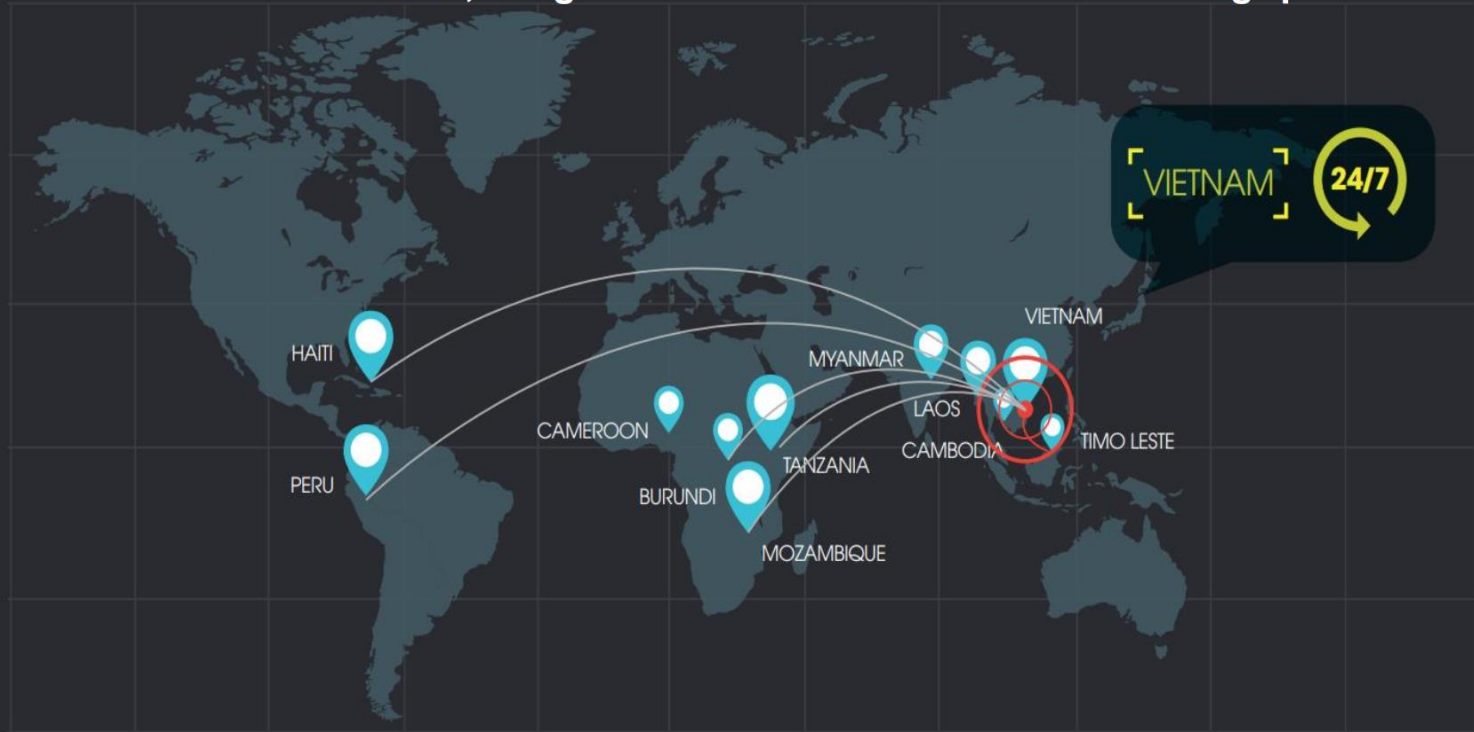 VIETNAM
24/7
VIETNAM
HAITI
MYANMAR
LAOS
CAMEROON
TIMO LESTE
CAMBODIA
TANZANIA
PERU
BURUNDI
MOZAMBIQUE